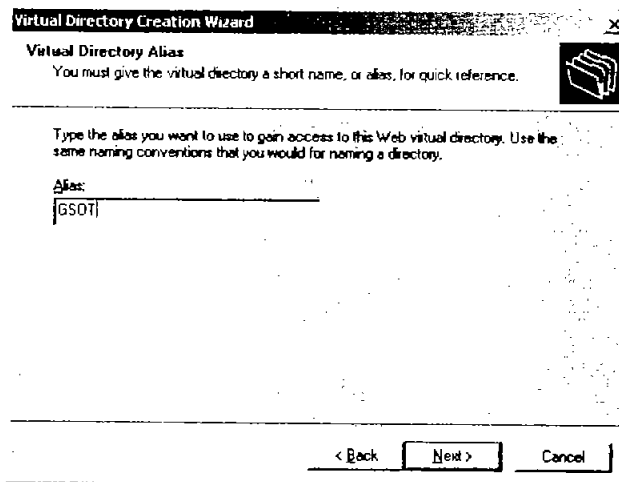 Virtual Directory Creation Wizard
Virtual Directory Alias
You must give the virtual directory a short name, or alias, for quick reference.
Type the alias you want to use to gain access to this Web virtual directory. Use the
same naming conventions that you would for naming a directory.
Alias:
GSOT
< Back Next > Cancel